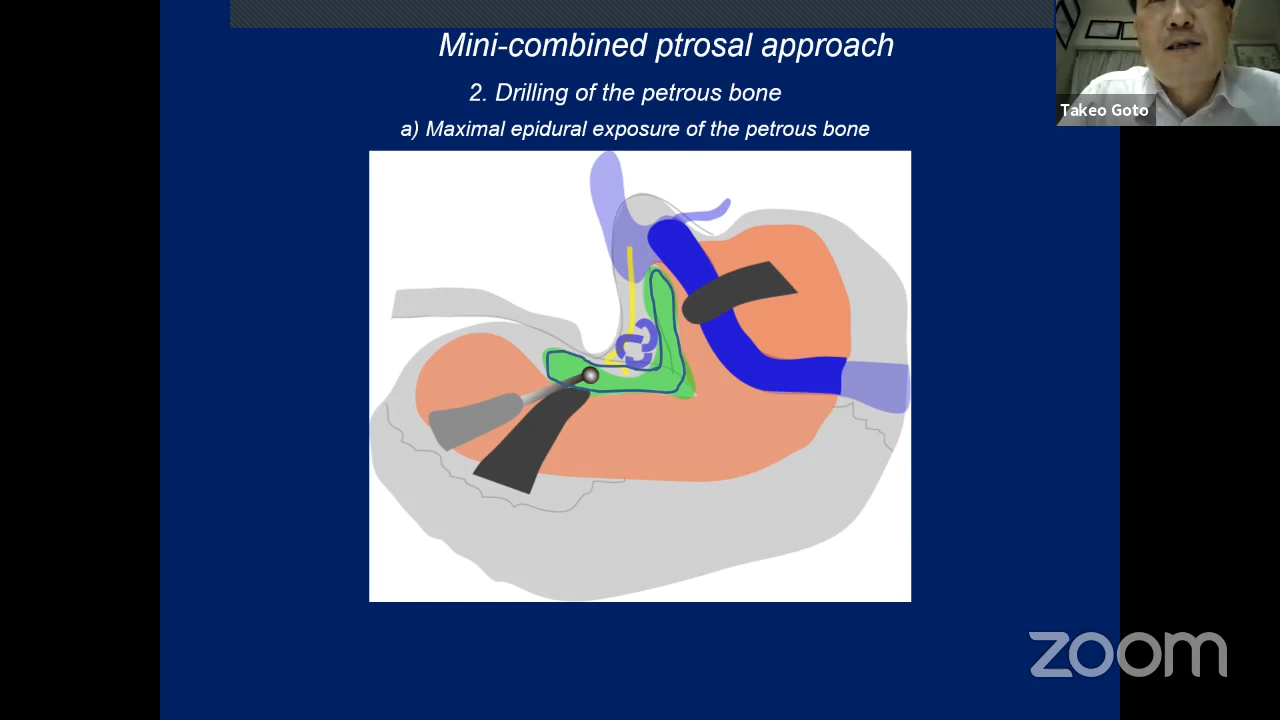 Mini-combined ptrosal approach
2. Drilling of the petrous bone
a) Maximal epidural exposure of the petrous bone
Takeo Goto
zoom